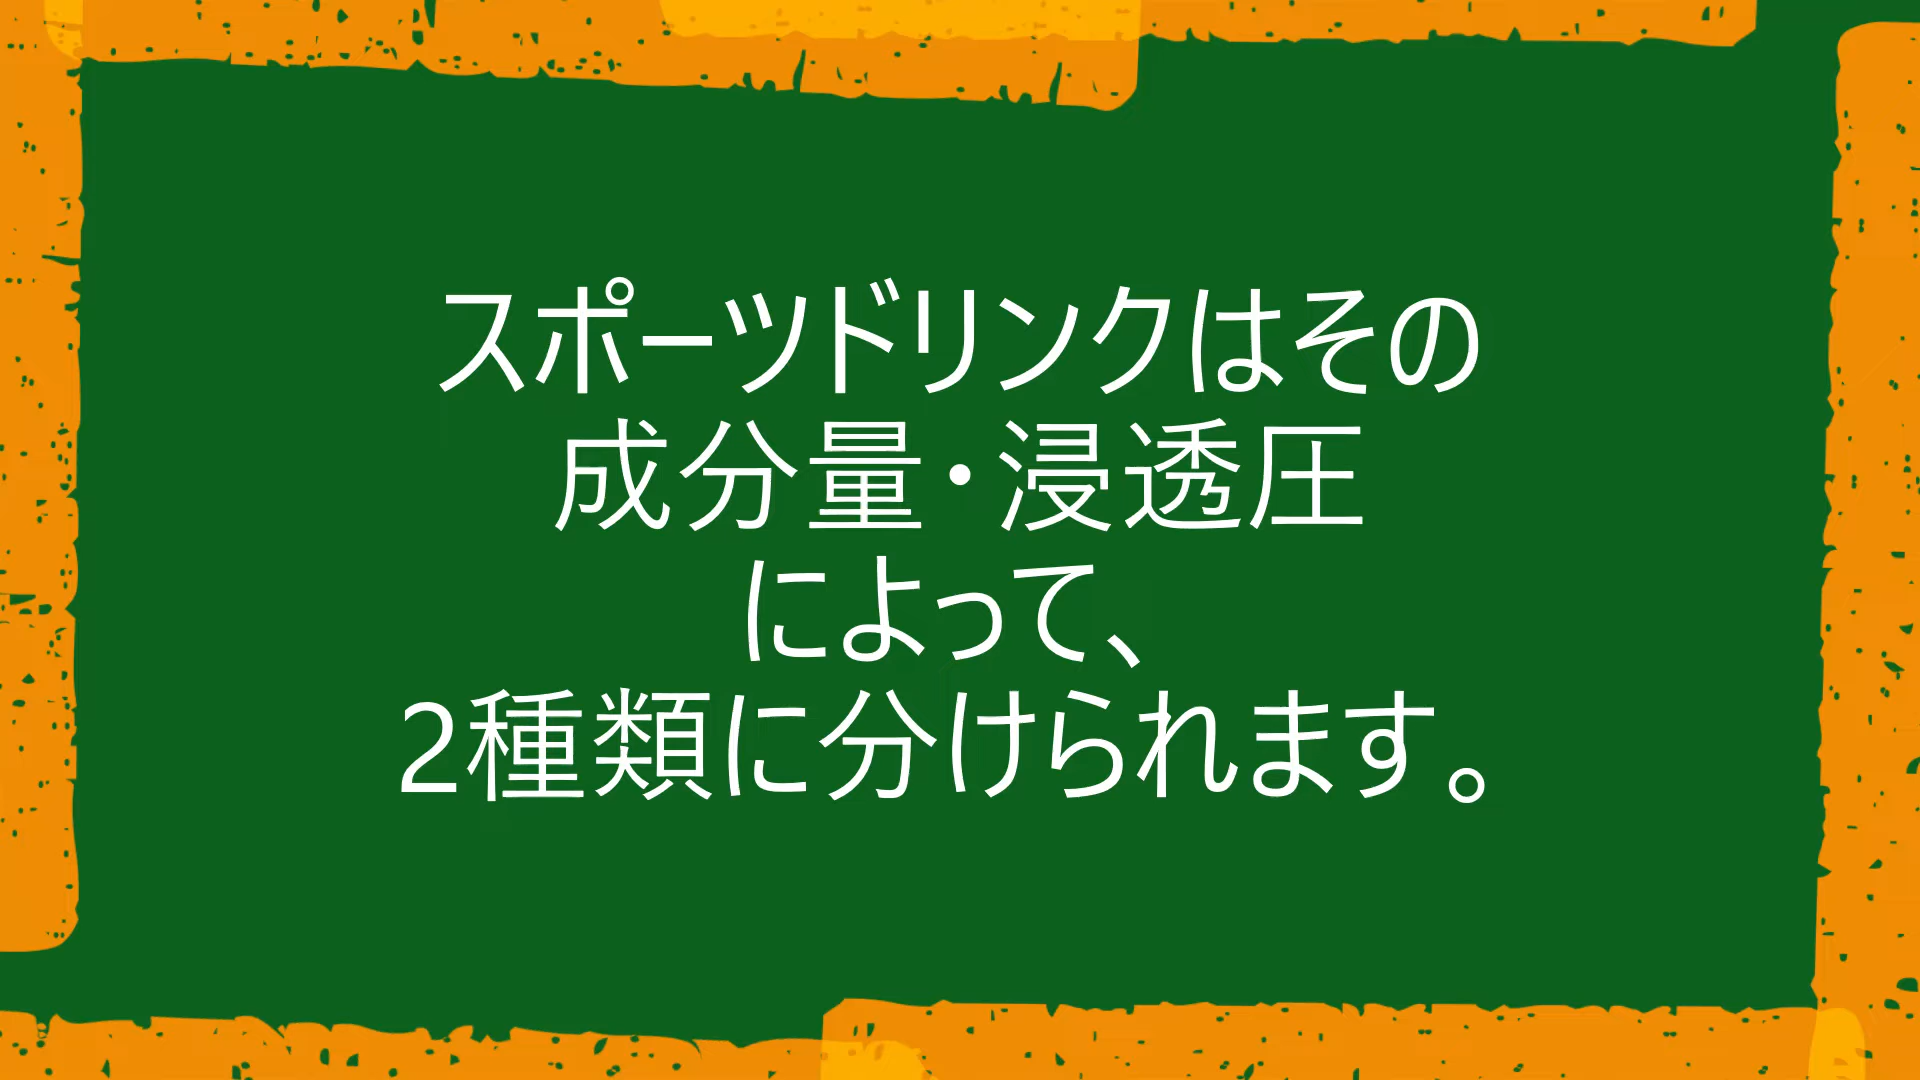 スポーツドリンクはその
成分量・浸透圧
によって、
2種類に分けられます。